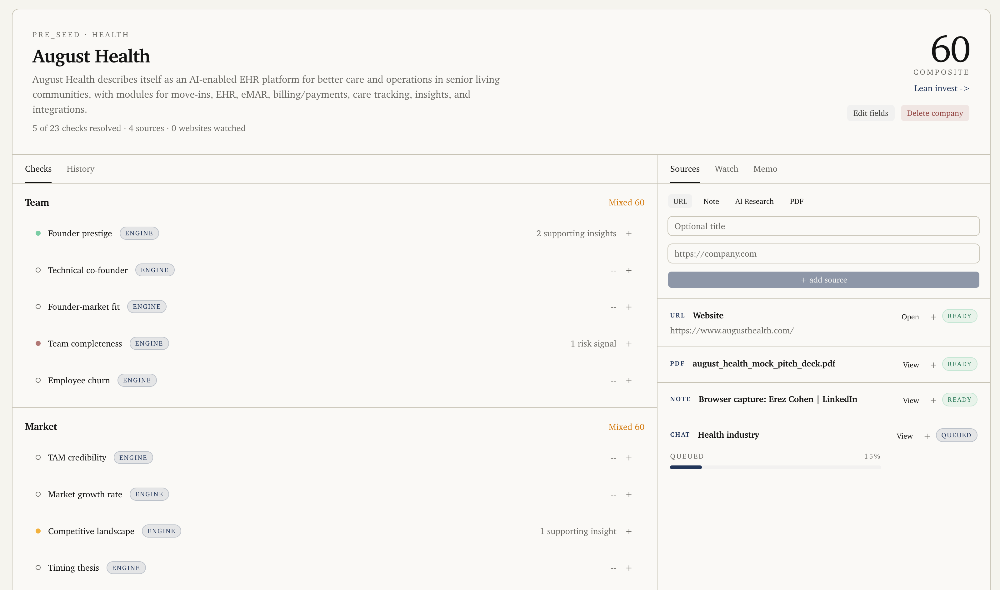 PRE_SEED · HEALTH
August Health
August Health describes itself as an AI-enabled EHR platform for better care and operations in senior living
communities, with modules for move-ins, EHR, eMAR, billing/payments, care tracking, insights, and
integrations.
5 of 23 checks resolved · 4 sources · 0 websites watched
60
COMPOSITE
Lean invest ->
Edit fields
Delete company
Checks
History
Team
Mixed 60
Founder prestige
ENGINE
2 supporting insights
+
Technical co-founder
ENGINE
--
+
Founder-market fit
ENGINE
--
+
Team completeness
ENGINE
1 risk signal
+
Employee churn
ENGINE
--
+
Market
Mixed 60
TAM credibility
ENGINE
--
+
Market growth rate
ENGINE
--
+
Competitive landscape
ENGINE
1 supporting insight
+
Timing thesis
ENGINE
--
+
Sources
Watch
Memo
URL
Note
AI Research
PDF
Optional title
https://company.com
+ add source
URL
Website
Open
+
READY
https://www.augusthealth.com/
PDF
august_health_mock_pitch_deck.pdf
View
+
READY
NOTE
Browser capture: Erez Cohen | LinkedIn
View
+
READY
CHAT
Health industry
View
+
QUEUED
QUEUED
15%